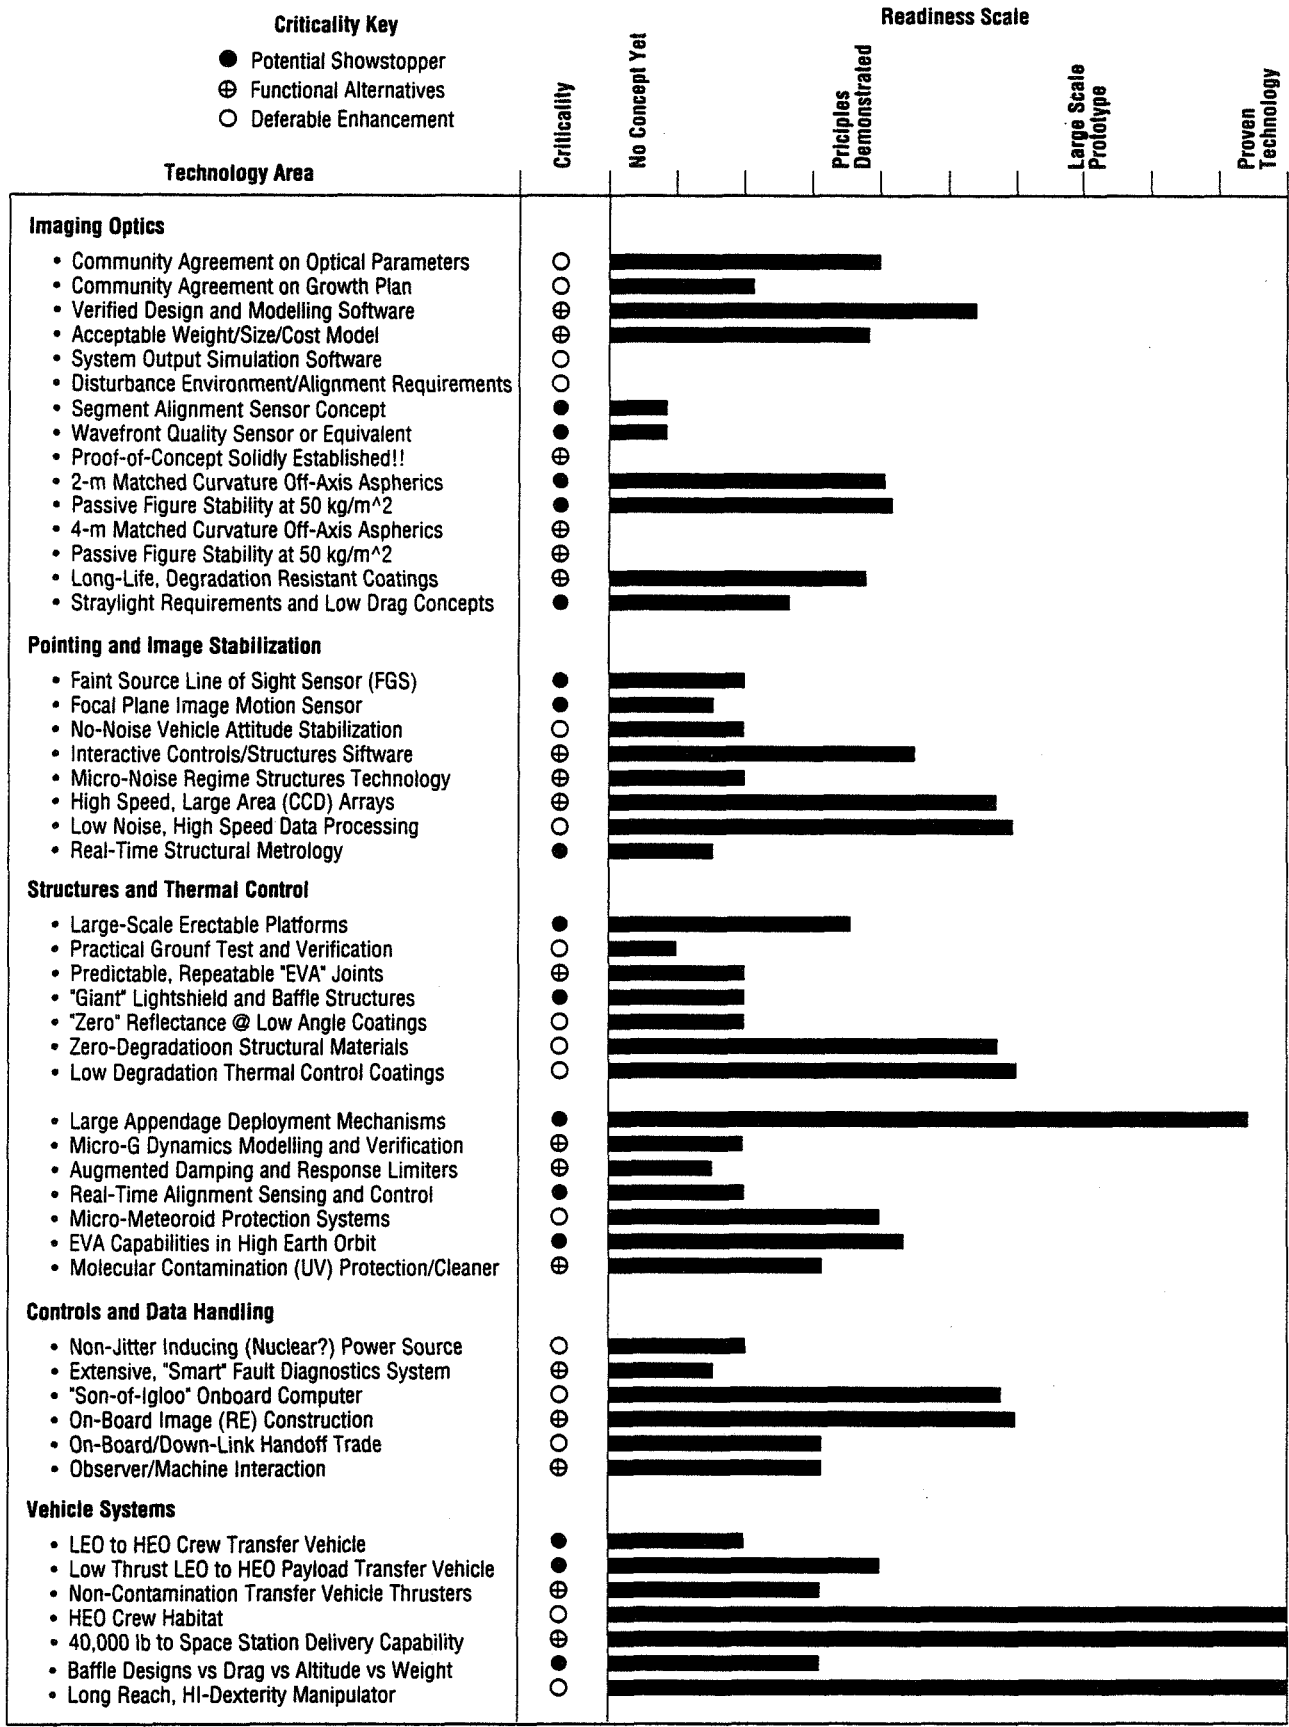 Criticality Key
● Potential Showstopper
⊕ Functional Alternatives
○ Deferable Enhancement
Readiness Scale
Technology Area
Criticality
No Concept Yet
Priciples
Demonstrated
Large Scale
Prototype
Proven
Technology
Imaging Optics
• Community Agreement on Optical Parameters ○
• Community Agreement on Growth Plan ○
• Verified Design and Modelling Software ⊕
• Acceptable Weight/Size/Cost Model ⊕
• System Output Simulation Software ○
• Disturbance Environment/Alignment Requirements ○
• Segment Alignment Sensor Concept ●
• Wavefront Quality Sensor or Equivalent ●
• Proof-of-Concept Solidly Established!! ⊕
• 2-m Matched Curvature Off-Axis Aspherics ●
• Passive Figure Stability at 50 kg/m^2 ●
• 4-m Matched Curvature Off-Axis Aspherics ⊕
• Passive Figure Stability at 50 kg/m^2 ⊕
• Long-Life, Degradation Resistant Coatings ⊕
• Straylight Requirements and Low Drag Concepts ●
Pointing and Image Stabilization
• Faint Source Line of Sight Sensor (FGS) ●
• Focal Plane Image Motion Sensor ●
• No-Noise Vehicle Attitude Stabilization ○
• Interactive Controls/Structures Siftware ⊕
• Micro-Noise Regime Structures Technology ⊕
• High Speed, Large Area (CCD) Arrays ⊕
• Low Noise, High Speed Data Processing ○
• Real-Time Structural Metrology ●
Structures and Thermal Control
• Large-Scale Erectable Platforms ●
• Practical Grounf Test and Verification ○
• Predictable, Repeatable "EVA" Joints ⊕
• "Giant" Lightshield and Baffle Structures ●
• "Zero" Reflectance @ Low Angle Coatings ○
• Zero-Degradatioon Structural Materials ○
• Low Degradation Thermal Control Coatings ○
• Large Appendage Deployment Mechanisms ●
• Micro-G Dynamics Modelling and Verification ⊕
• Augmented Damping and Response Limiters ⊕
• Real-Time Alignment Sensing and Control ●
• Micro-Meteoroid Protection Systems ○
• EVA Capabilities in High Earth Orbit ●
• Molecular Contamination (UV) Protection/Cleaner ⊕
Controls and Data Handling
• Non-Jitter Inducing (Nuclear?) Power Source ○
• Extensive, "Smart" Fault Diagnostics System ⊕
• "Son-of-Igloo" Onboard Computer ○
• On-Board Image (RE) Construction ⊕
• On-Board/Down-Link Handoff Trade ○
• Observer/Machine Interaction ⊕
Vehicle Systems
• LEO to HEO Crew Transfer Vehicle ●
• Low Thrust LEO to HEO Payload Transfer Vehicle ●
• Non-Contamination Transfer Vehicle Thrusters ⊕
• HEO Crew Habitat ○
• 40,000 lb to Space Station Delivery Capability ⊕
• Baffle Designs vs Drag vs Altitude vs Weight ●
• Long Reach, HI-Dexterity Manipulator ○